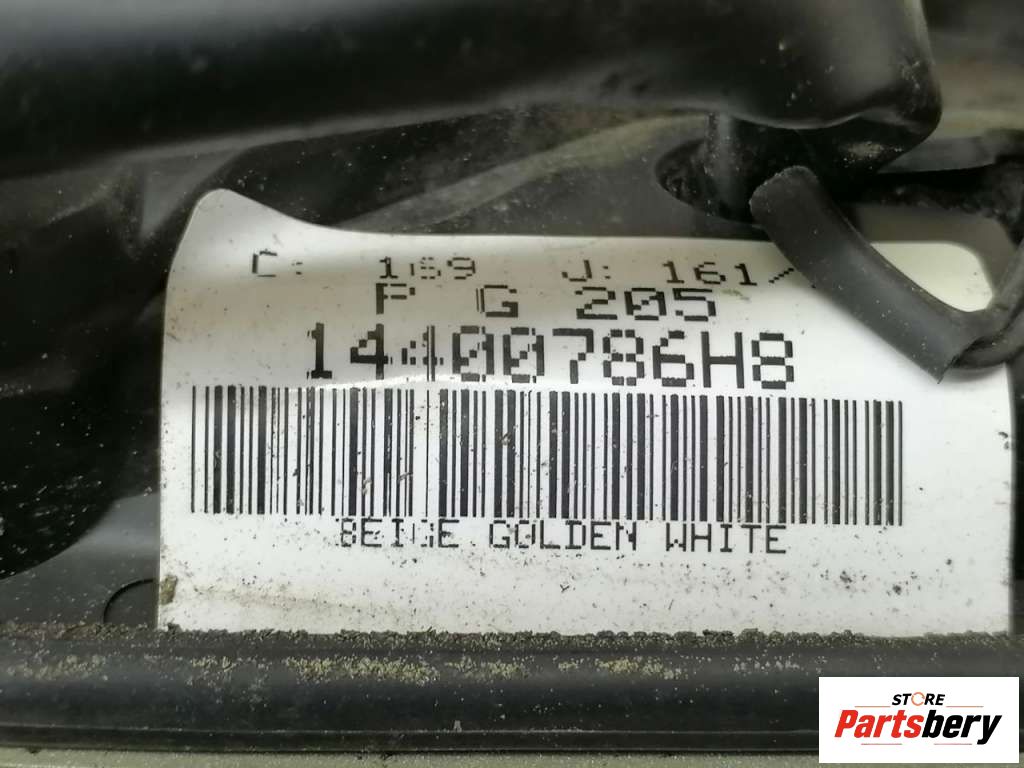 C: 169 J: 161/
P G 205
14400786H8
BEIGE GOLDEN WHITE
STORE
Partsbery